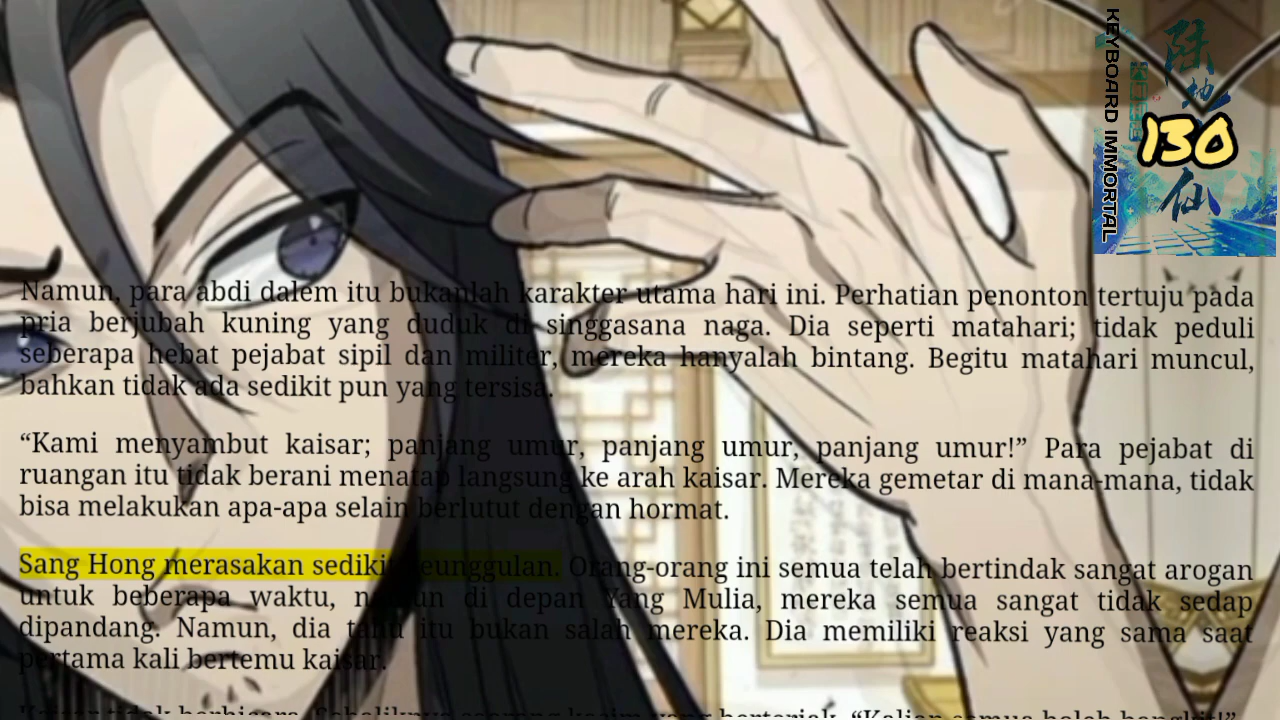 KEYBOARD IMMORTAL
陆
地
130
仙
Namun, para abdi dalem itu bukanlah karakter utama hari ini. Perhatian penonton tertuju pada
pria berjubah kuning yang duduk di singgasana naga. Dia seperti matahari; tidak peduli
seberapa hebat pejabat sipil dan militer, mereka hanyalah bintang. Begitu matahari muncul,
bahkan tidak ada sedikit pun yang tersisa.
“Kami menyambut kaisar; panjang umur, panjang umur, panjang umur!” Para pejabat di
ruangan itu tidak berani menatap langsung ke arah kaisar. Mereka gemetar di mana-mana, tidak
bisa melakukan apa-apa selain berlutut dengan hormat.
Sang Hong merasakan sedikit keunggulan. Orang-orang ini semua telah bertindak sangat arogan
untuk beberapa waktu, namun di depan Yang Mulia, mereka semua sangat tidak sedap
dipandang. Namun, dia tahu itu bukan salah mereka. Dia memiliki reaksi yang sama saat
pertama kali bertemu kaisar.